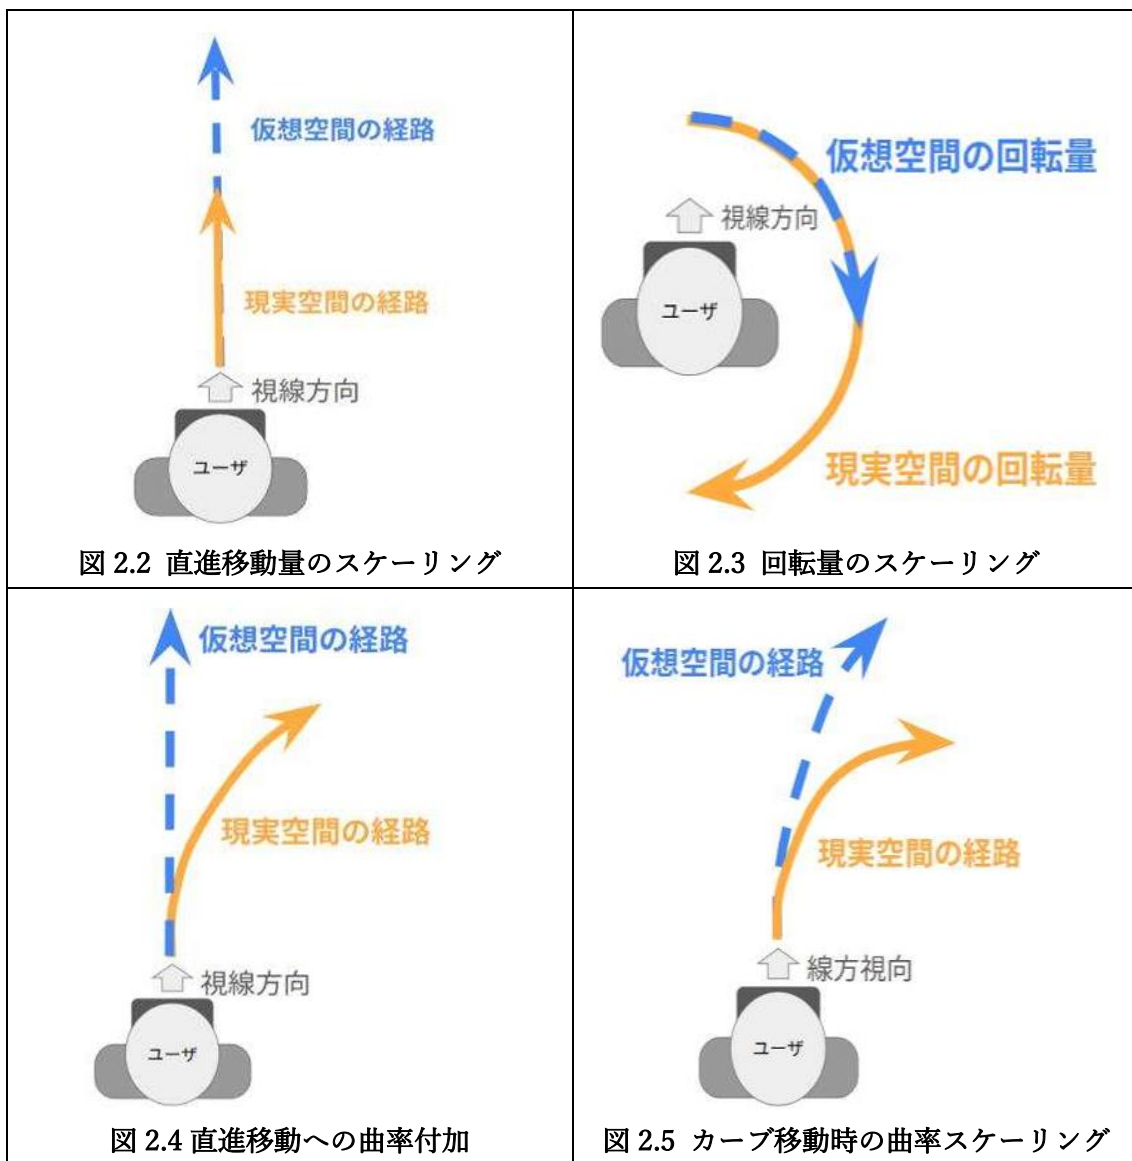 仮想空間の経路
現実空間の経路
視線方向
ユーザ
図 2.2 直進移動量のスケーリング
仮想空間の回転量
視線方向
ユーザ
現実空間の回転量
図 2.3 回転量のスケーリング
仮想空間の経路
現実空間の経路
視線方向
ユーザ
図 2.4 直進移動への曲率付加
仮想空間の経路
現実空間の経路
線方視向
ユーザ
図 2.5 カーブ移動時の曲率スケーリング